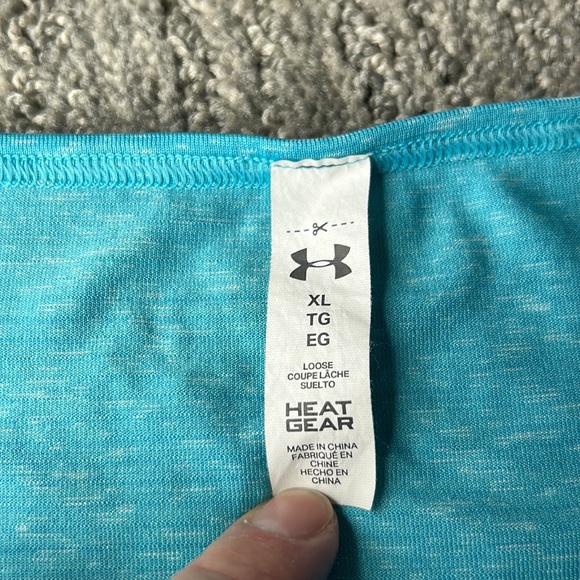 XL
TG
EG
LOOSE
COUPE LÂCHE
SUELTO
HEAT
GEAR
MADE IN CHINA
FABRIQUÉ EN
CHINE
HECHO EN
CHINA